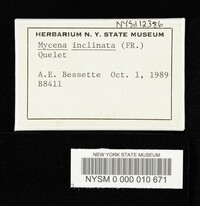 NYSf12386
HERBARIUM N. Y. STATE MUSEUM
Mycena inclinata (FR.)
Quelet
A.E. Bessette Oct. 1, 1989
B8411
NEW YORK STATE MUSEUM
NYSM 0 000 010 671